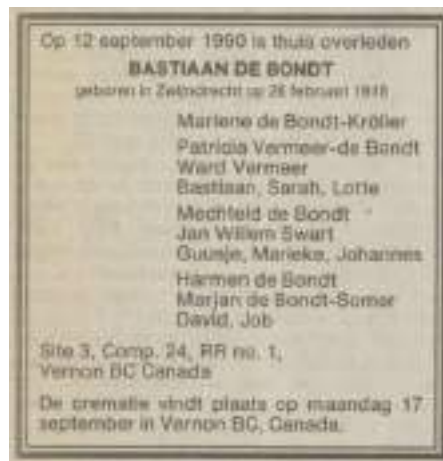 Op 12 september 1990 is thuis overleden
BASTIAAN DE BONDT
geboren in Zwijndrecht op 26 februari
Marlene de Bondt-Kröller
Patricia Vermeer-de Bondt
Ward Vermeer
Bastiaan, Sarah, Lotte
Mechteld de Bondt
Jan Willem Swart
Guusje, Marieke, Johannes
Harmen de Bondt
Marjan de Bondt-Somer
David, Job
Site 3, Comp. 24, RR no. 1,
Vernon BC Canada
De crematie vindt plaats op maandag 17
september in Vernon BC, Canada.